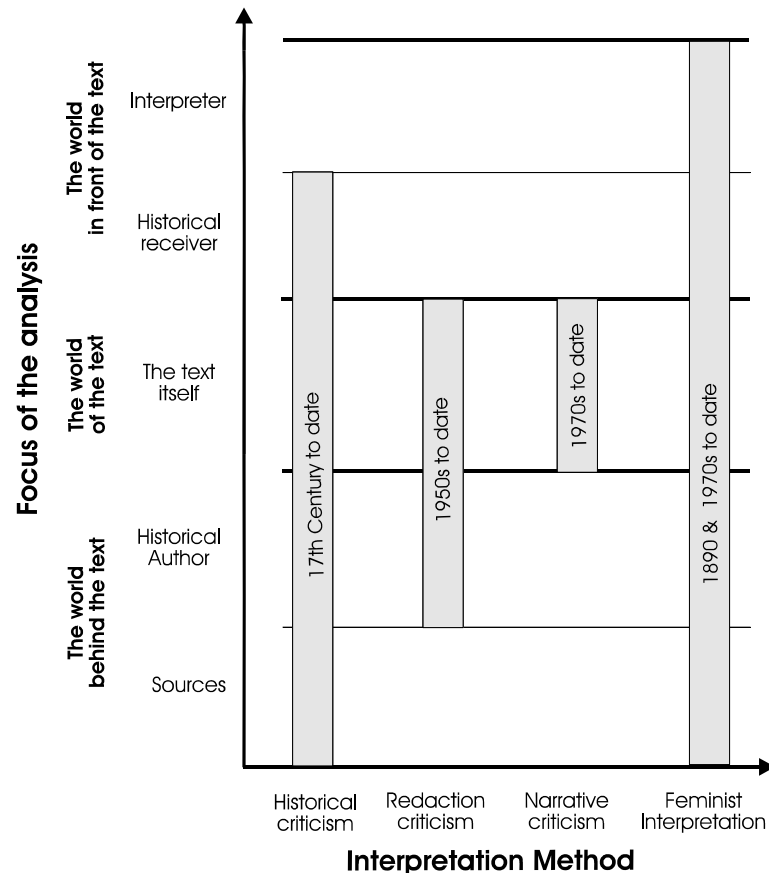 Focus of the analysis
The world
in front of the text
Interpreter
Historical
receiver
The world
of the text
The text
itself
The world
behind the text
Historical
Author
Sources
17th Century to date
1950s to date
1970s to date
1890 & 1970s to date
Historical
criticism
Redaction
criticism
Narrative
criticism
Feminist
Interpretation
Interpretation Method